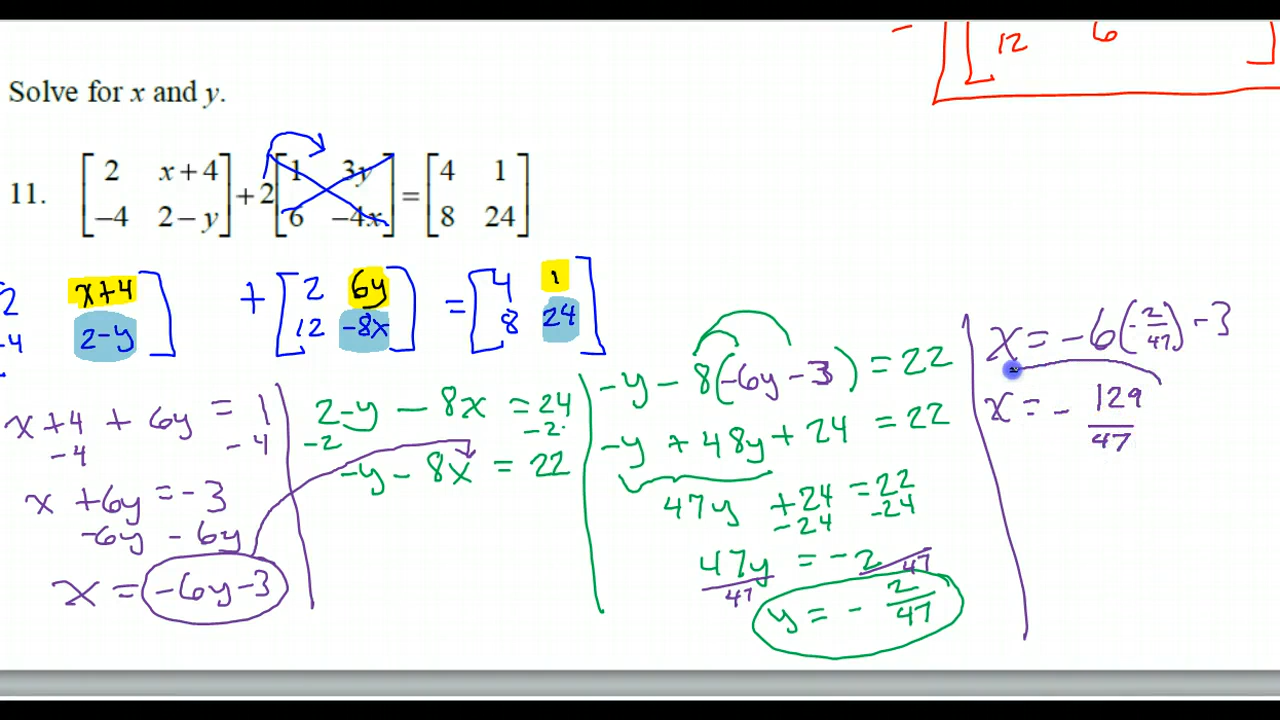 12 6
Solve for x and y.
11. [2 x+4; −4 2−y] + 2[1 3y; 6 −4x] = [4 1; 8 24]
2 x+4 + [2 6y = [4 1
-4 2-y 12 -8x] 8 24]
x+4 + 6y = 1
-4 -4
x +6y = -3
-6y - 6y
x = -6y-3
2-y - 8x = 24
-2 -2
-y - 8x = 22
-y - 8(-6y - 3) = 22
-y + 48y + 24 = 22
47y +24 = 22
-24 -24
47y = -2
47 47
y = - 2/47
x = -6(-2/47) - 3
x = - 129/47